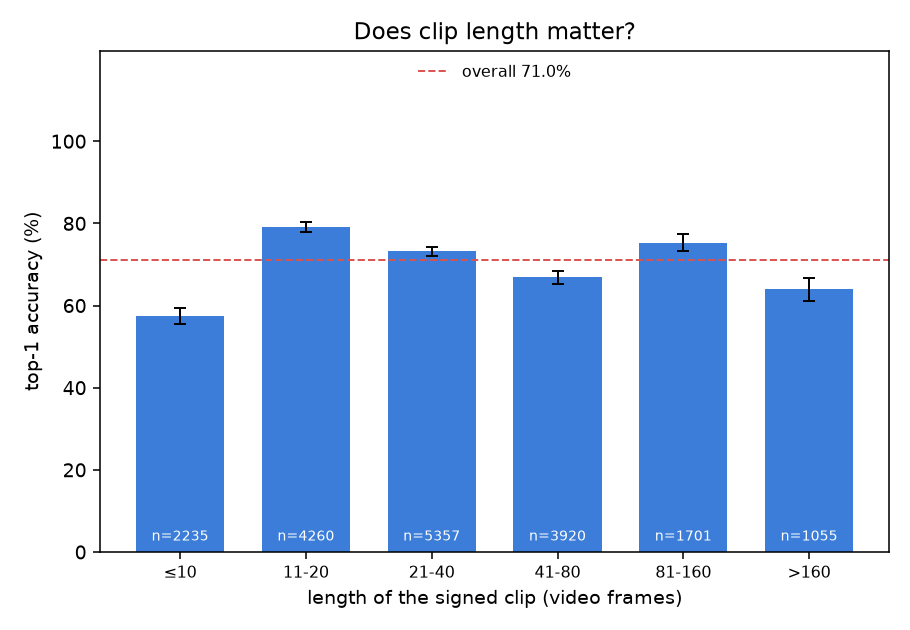 Does clip length matter?
overall 71.0%
top-1 accuracy (%)
100
80
60
40
20
0
n=2235 n=4260 n=5357 n=3920 n=1701 n=1055
≤10 11-20 21-40 41-80 81-160 >160
length of the signed clip (video frames)